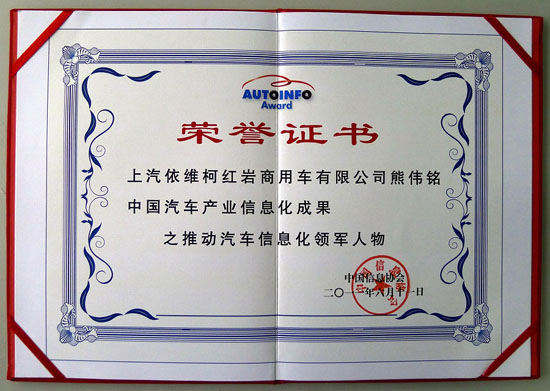 AUTOINFO
Award
荣誉证书
上汽依维柯红岩商用车有限公司熊伟铭
中国汽车产业信息化成果
之推动汽车信息化领军人物
中国信息协会
二〇一一年八月十一日